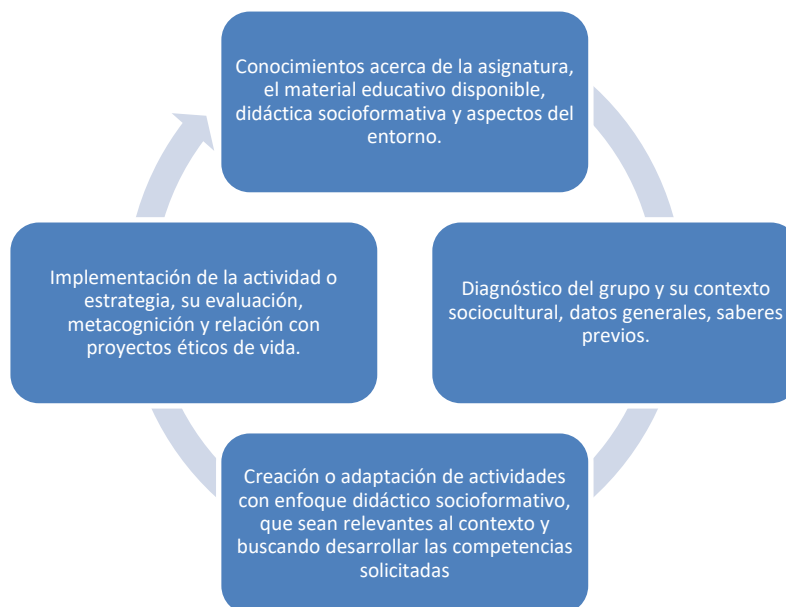 Conocimientos acerca de la asignatura,
el material educativo disponible,
didáctica socioformativa y aspectos del
entorno.
Diagnóstico del grupo y su contexto
sociocultural, datos generales, saberes
previos.
Creación o adaptación de actividades
con enfoque didáctico socioformativo,
que sean relevantes al contexto y
buscando desarrollar las competencias
solicitadas
Implementación de la actividad o
estrategia, su evaluación,
metacognición y relación con
proyectos éticos de vida.